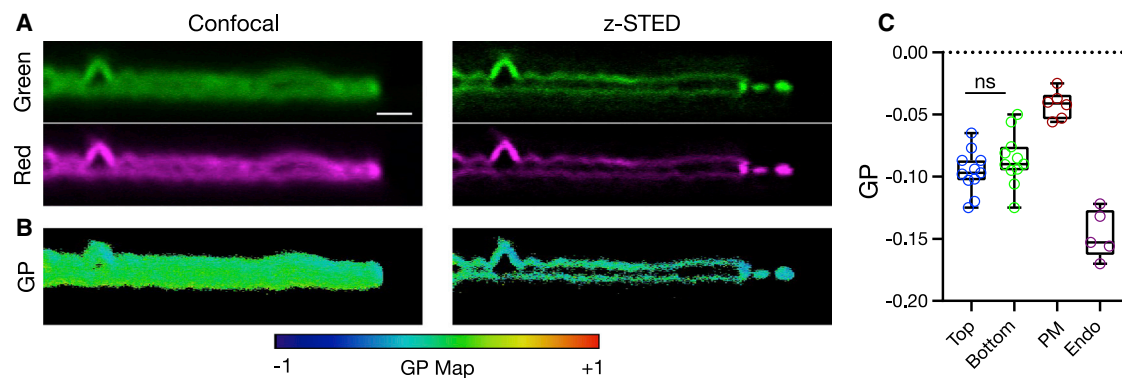 A
Confocal
z-STED
Green
Red
B
GP
-1
GP Map
+1
C
GP
0.00
-0.05
-0.10
-0.15
-0.20
ns
Top
Bottom
PM
Endo